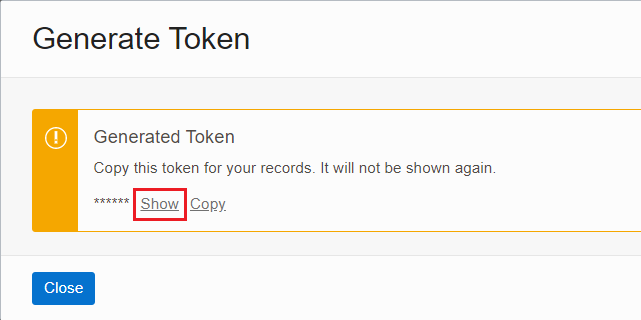 Generate Token
Generated Token
Copy this token for your records. It will not be shown again.
****** Show Copy
Close